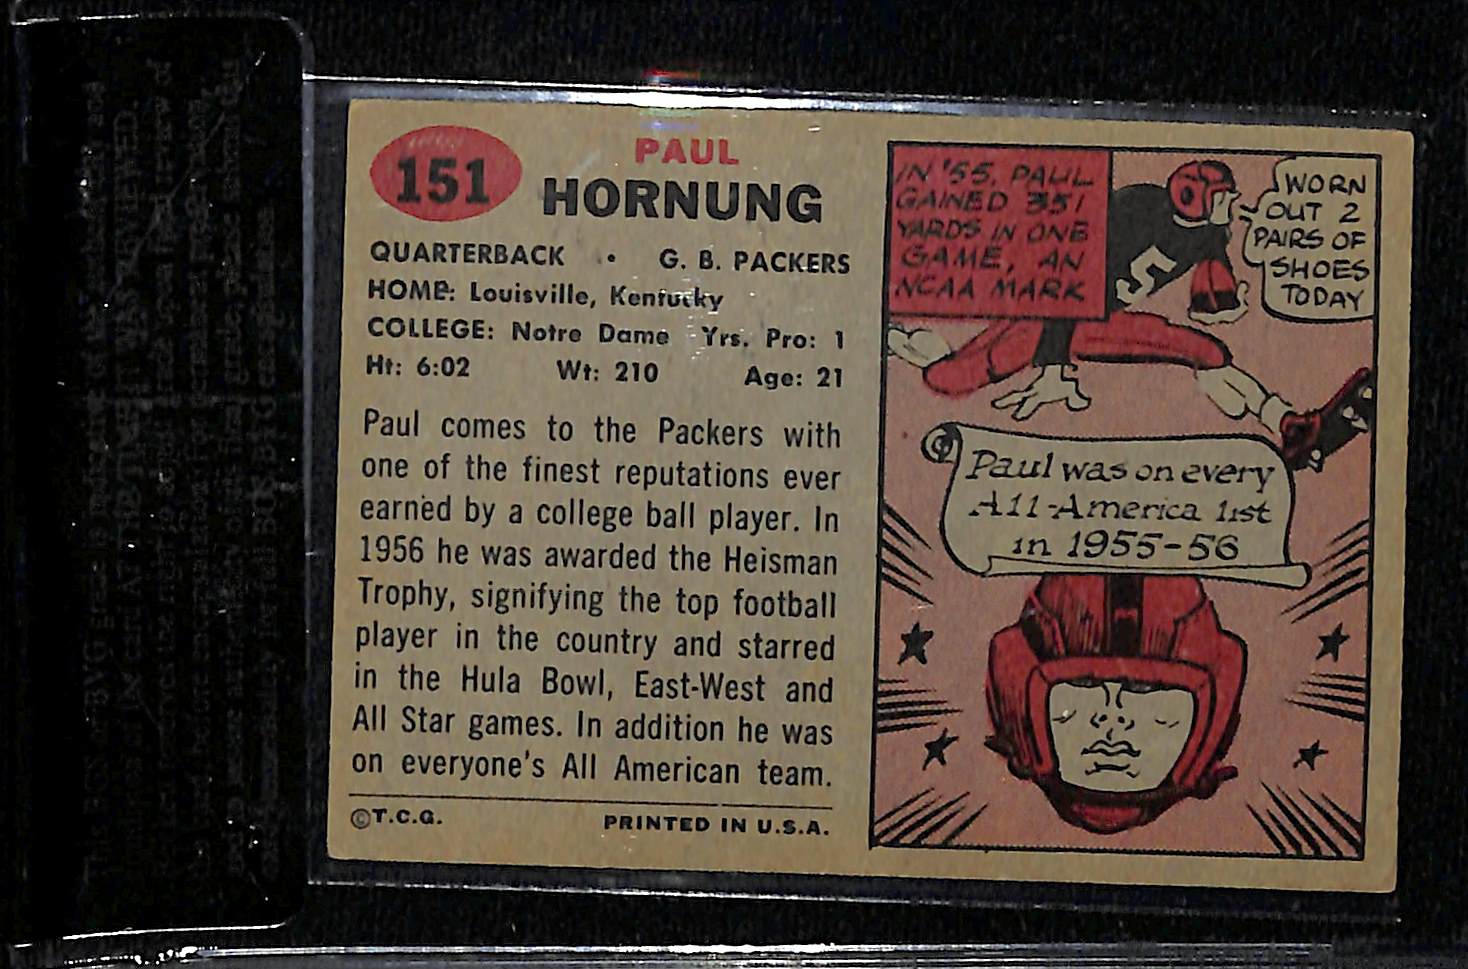 151
PAUL
HORNUNG
QUARTERBACK • G. B. PACKERS
HOME: Louisville, Kentucky
COLLEGE: Notre Dame Yrs. Pro: 1
Ht: 6:02 Wt: 210 Age: 21
Paul comes to the Packers with
one of the finest reputations ever
earned by a college ball player. In
1956 he was awarded the Heisman
Trophy, signifying the top football
player in the country and starred
in the Hula Bowl, East-West and
All Star games. In addition he was
on everyone's All American team.
©T.C.G. PRINTED IN U.S.A.
IN '55, PAUL
GAINED 351
YARDS IN ONE
GAME, AN
NCAA MARK
5
WORN
OUT 2
PAIRS OF
SHOES
TODAY
Paul was on every
All-America list
in 1955-56